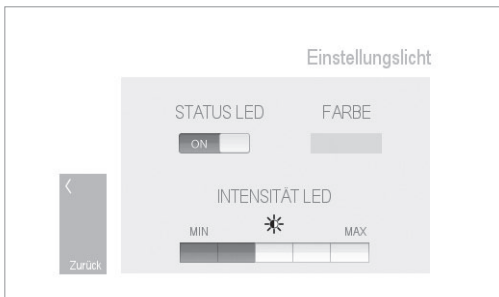 Einstellungslicht
STATUS LED
FARBE
ON
INTENSITÄT LED
MIN
MAX
Zurück